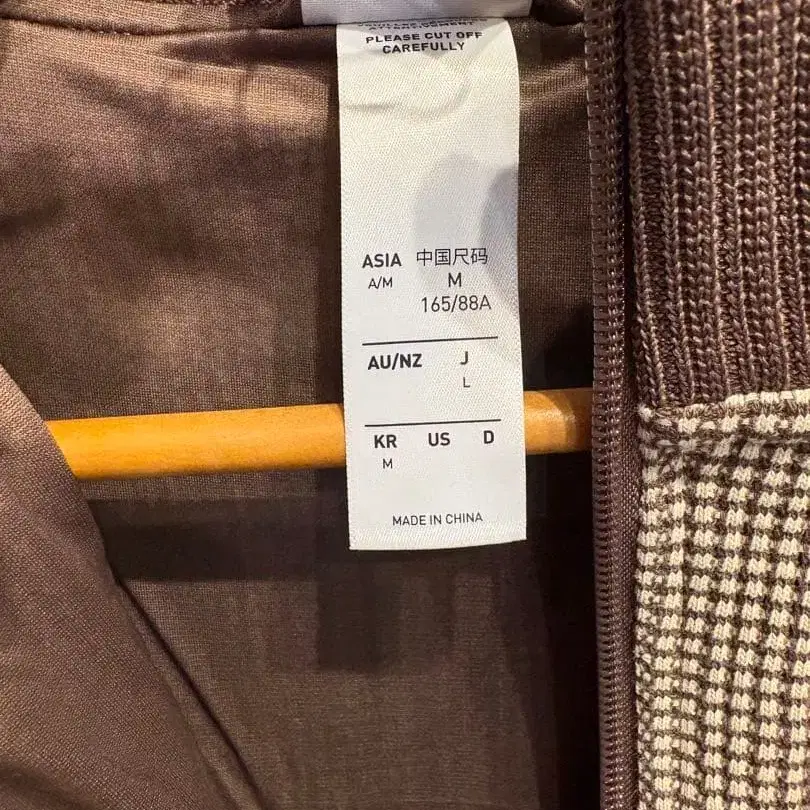 PLEASE CUT OFF
CAREFULLY
ASIA 中国尺码
A/M M
165/88A
AU/NZ J
L
KR US D
M
MADE IN CHINA